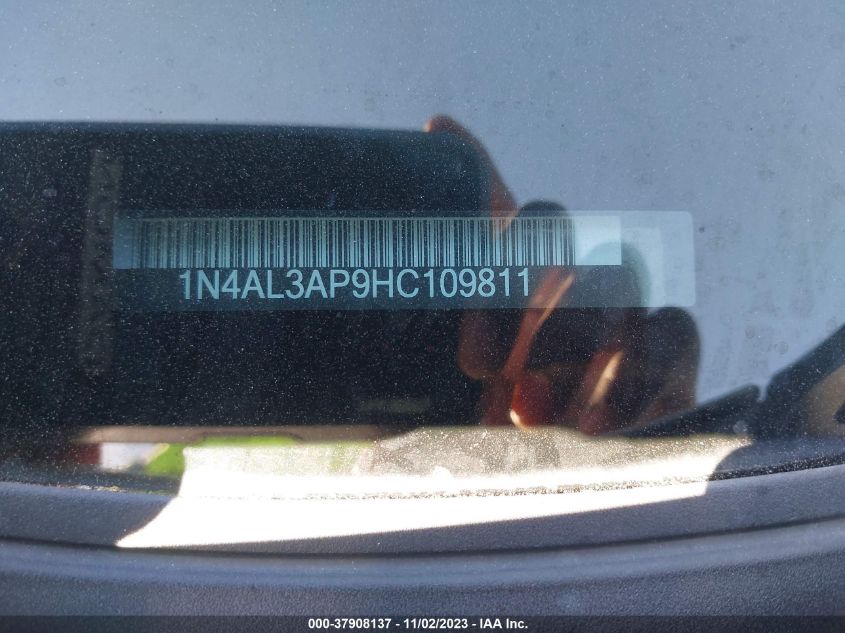 1N4AL3AP9HC109811
000-37908137 - 11/02/2023 - IAA Inc.